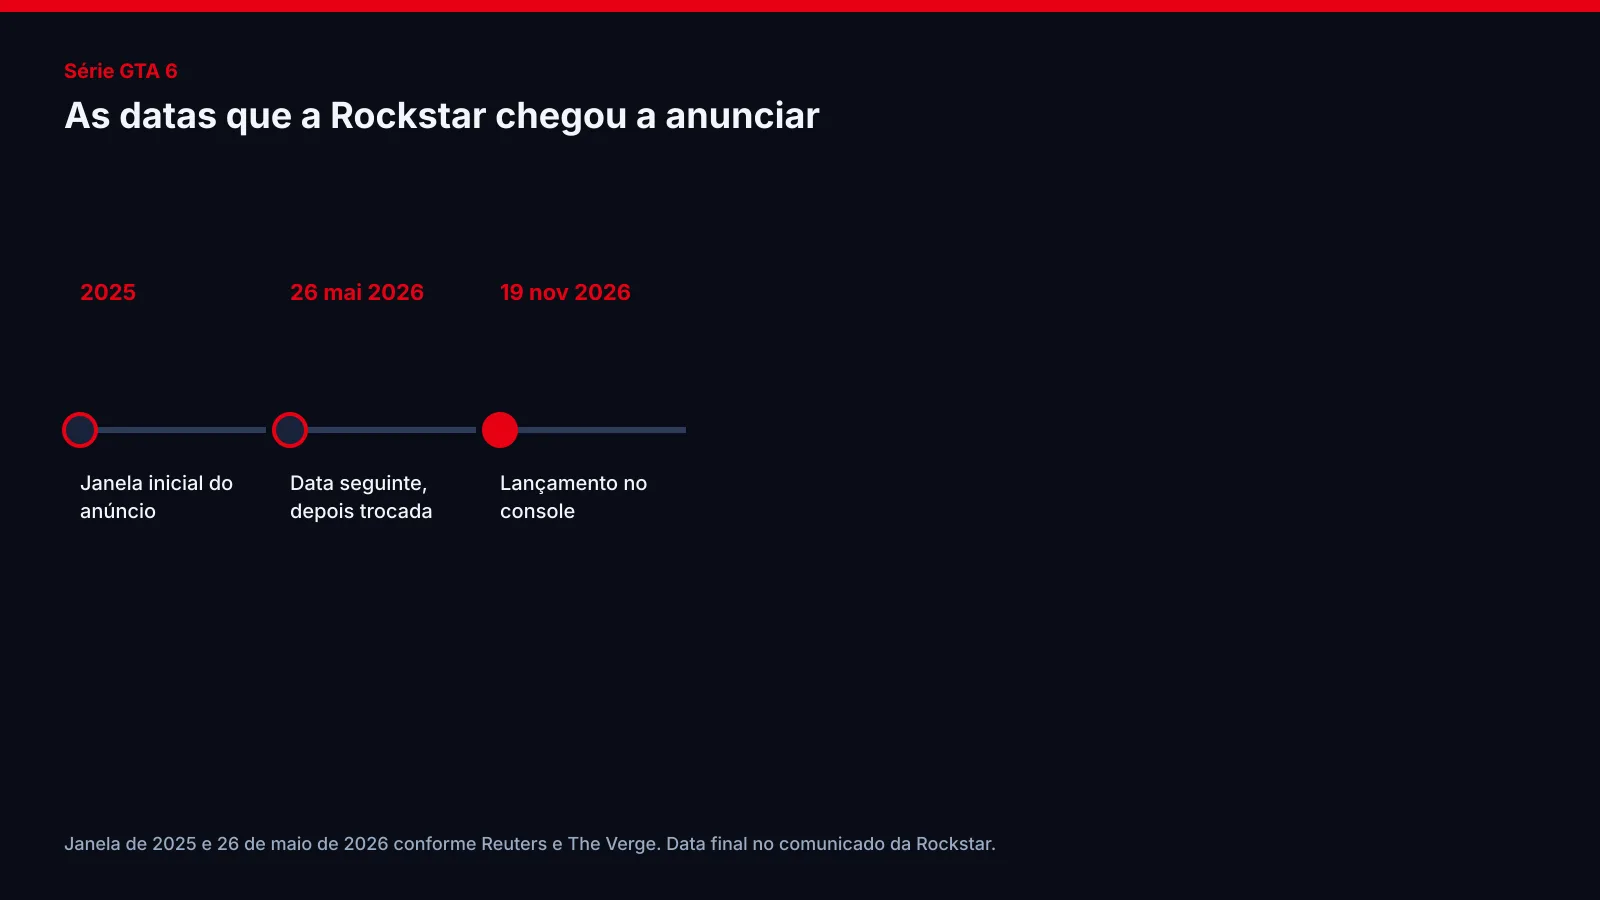 Série GTA 6
As datas que a Rockstar chegou a anunciar
2025
26 mai 2026
19 nov 2026
Janela inicial do
anúncio
Data seguinte,
depois trocada
Lançamento no
console
Janela de 2025 e 26 de maio de 2026 conforme Reuters e The Verge. Data final no comunicado da Rockstar.